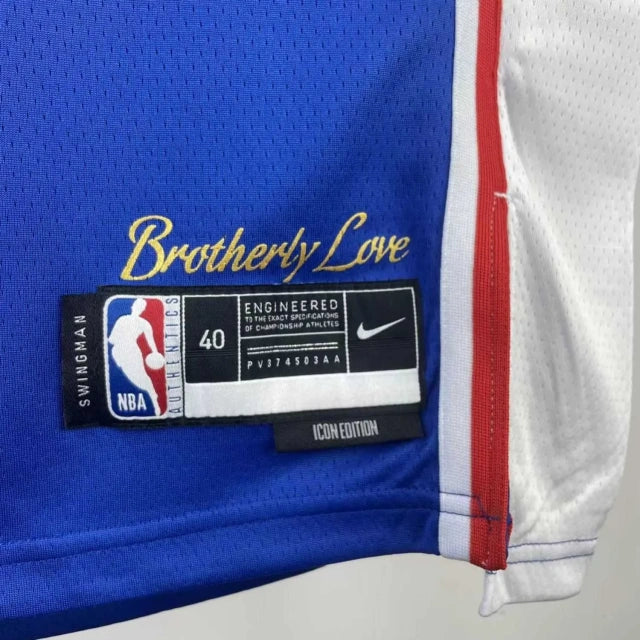 Brotherly Love
SWINGMAN
NBA
AUTHENTICS
40
ENGINEERED
TO THE EXACT SPECIFICATIONS
OF CHAMPIONSHIP ATHLETES
PV374503AA
ICON EDITION